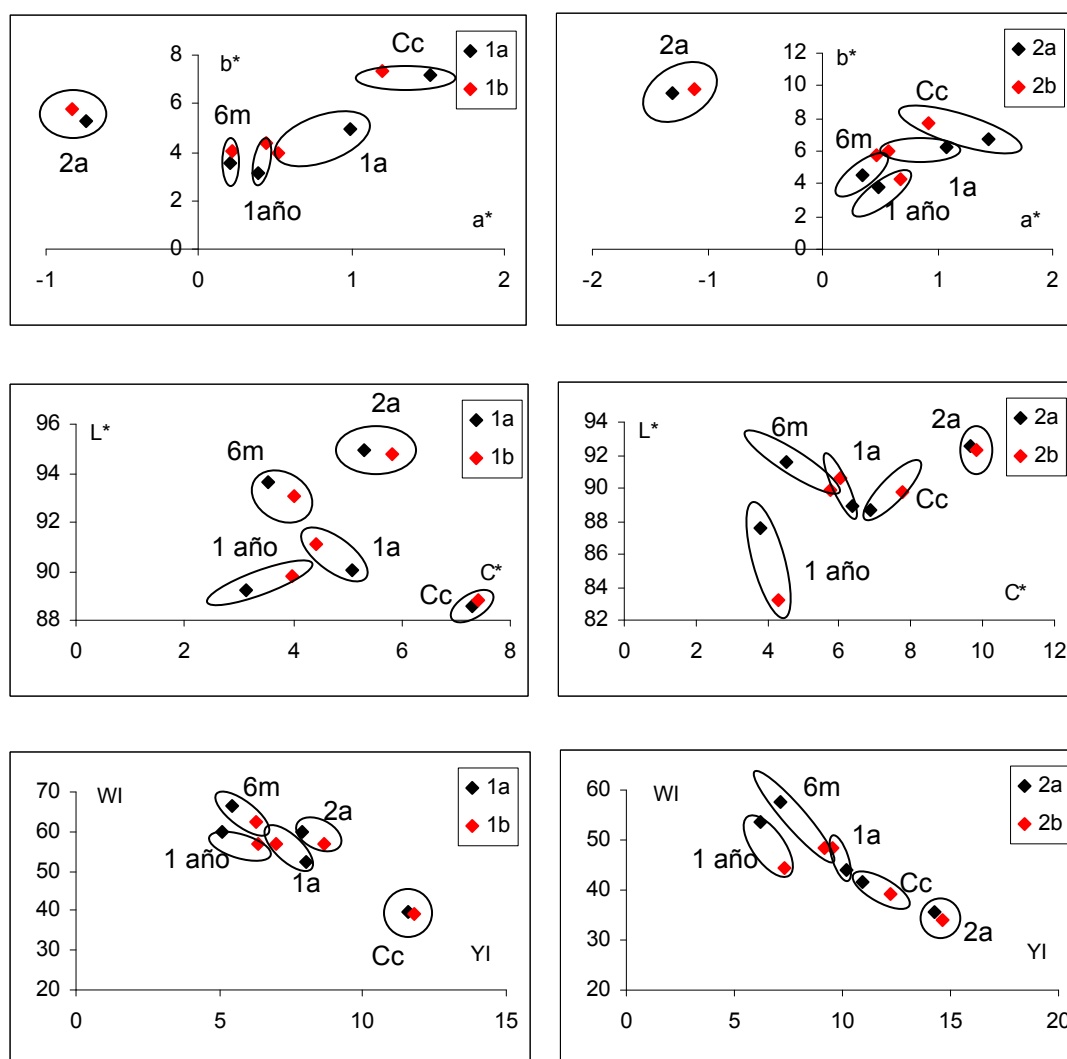 8 b* Cc 1a
1b
6
6m
4
2a 1a
2
1año
a*
0
-1 0 1 2
12 b* 2a
2a
2b
10
Cc
8
6m
6
4
1a
1 año
2
a*
0
-2 -1 0 1 2
96 L* 2a 1a
1b
94
6m
92
1 año 1a
90
Cc C*
88
0 2 4 6 8
94 L* 2a 2a
2b
92
6m
1a
90
Cc
88
86
1 año
84
C*
82
0 2 4 6 8 10 12
70 WI 6m 1a
1b
2a
60
1 año
1a
50
40
Cc YI
30
20
0 5 10 15
60 WI 6m 2a
2b
50
1a
1 año
40
Cc
2a
30
YI
20
0 5 10 15 20